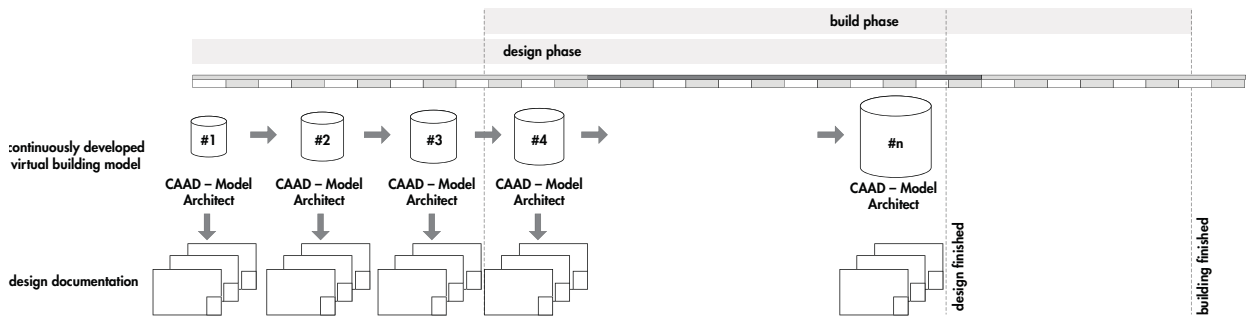 build phase
design phase
continuously developed
virtual building model
#1
#2
#3
#4
#n
CAAD – Model
Architect
CAAD – Model
Architect
CAAD – Model
Architect
CAAD – Model
Architect
CAAD – Model
Architect
design documentation
design finished
building finished